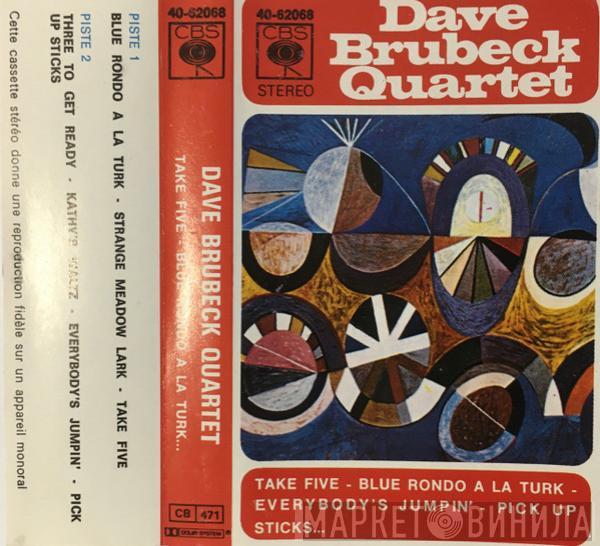 40-62068
CBS
PISTE 1
BLUE RONDO A LA TURK - STRANGE MEADOW LARK - TAKE FIVE
PISTE 2
THREE TO GET READY - KATHY'S WALTZ - EVERYBODY'S JUMPIN' - PICK
UP STICKS
Cette cassette stéréo donne une reproduction fidèle sur un appareil monoral
DAVE BRUBECK QUARTET
TAKE FIVE - BLUE RONDO A LA TURK...
CB 471
DOLBY SYSTEM
40-62068
CBS
STEREO
Dave
Brubeck
Quartet
TAKE FIVE - BLUE RONDO A LA TURK -
EVERYBODY'S JUMPIN' - PICK UP
STICKS...
МАРКЕТ ВИНИЛА